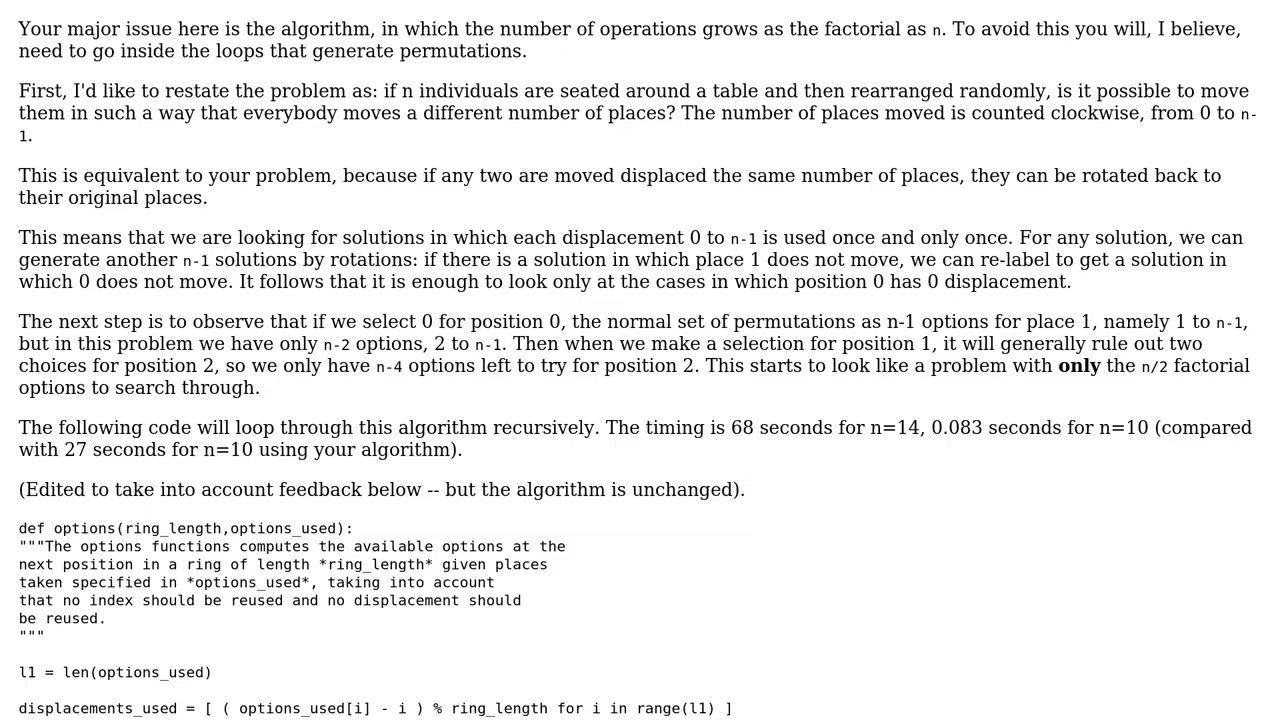 Your major issue here is the algorithm, in which the number of operations grows as the factorial as n. To avoid this you will, I believe,
need to go inside the loops that generate permutations.
First, I'd like to restate the problem as: if n individuals are seated around a table and then rearranged randomly, is it possible to move
them in such a way that everybody moves a different number of places? The number of places moved is counted clockwise, from 0 to n-
1.
This is equivalent to your problem, because if any two are moved displaced the same number of places, they can be rotated back to
their original places.
This means that we are looking for solutions in which each displacement 0 to n-1 is used once and only once. For any solution, we can
generate another n-1 solutions by rotations: if there is a solution in which place 1 does not move, we can re-label to get a solution in
which 0 does not move. It follows that it is enough to look only at the cases in which position 0 has 0 displacement.
The next step is to observe that if we select 0 for position 0, the normal set of permutations as n-1 options for place 1, namely 1 to n-1,
but in this problem we have only n-2 options, 2 to n-1. Then when we make a selection for position 1, it will generally rule out two
choices for position 2, so we only have n-4 options left to try for position 2. This starts to look like a problem with only the n/2 factorial
options to search through.
The following code will loop through this algorithm recursively. The timing is 68 seconds for n=14, 0.083 seconds for n=10 (compared
with 27 seconds for n=10 using your algorithm).
(Edited to take into account feedback below -- but the algorithm is unchanged).
def options(ring_length,options_used):
"""The options functions computes the available options at the
next position in a ring of length *ring_length* given places
taken specified in *options_used*, taking into account
that no index should be reused and no displacement should
be reused.
"""
l1 = len(options_used)
displacements_used = [ ( options_used[i] - i ) % ring_length for i in range(l1) ]